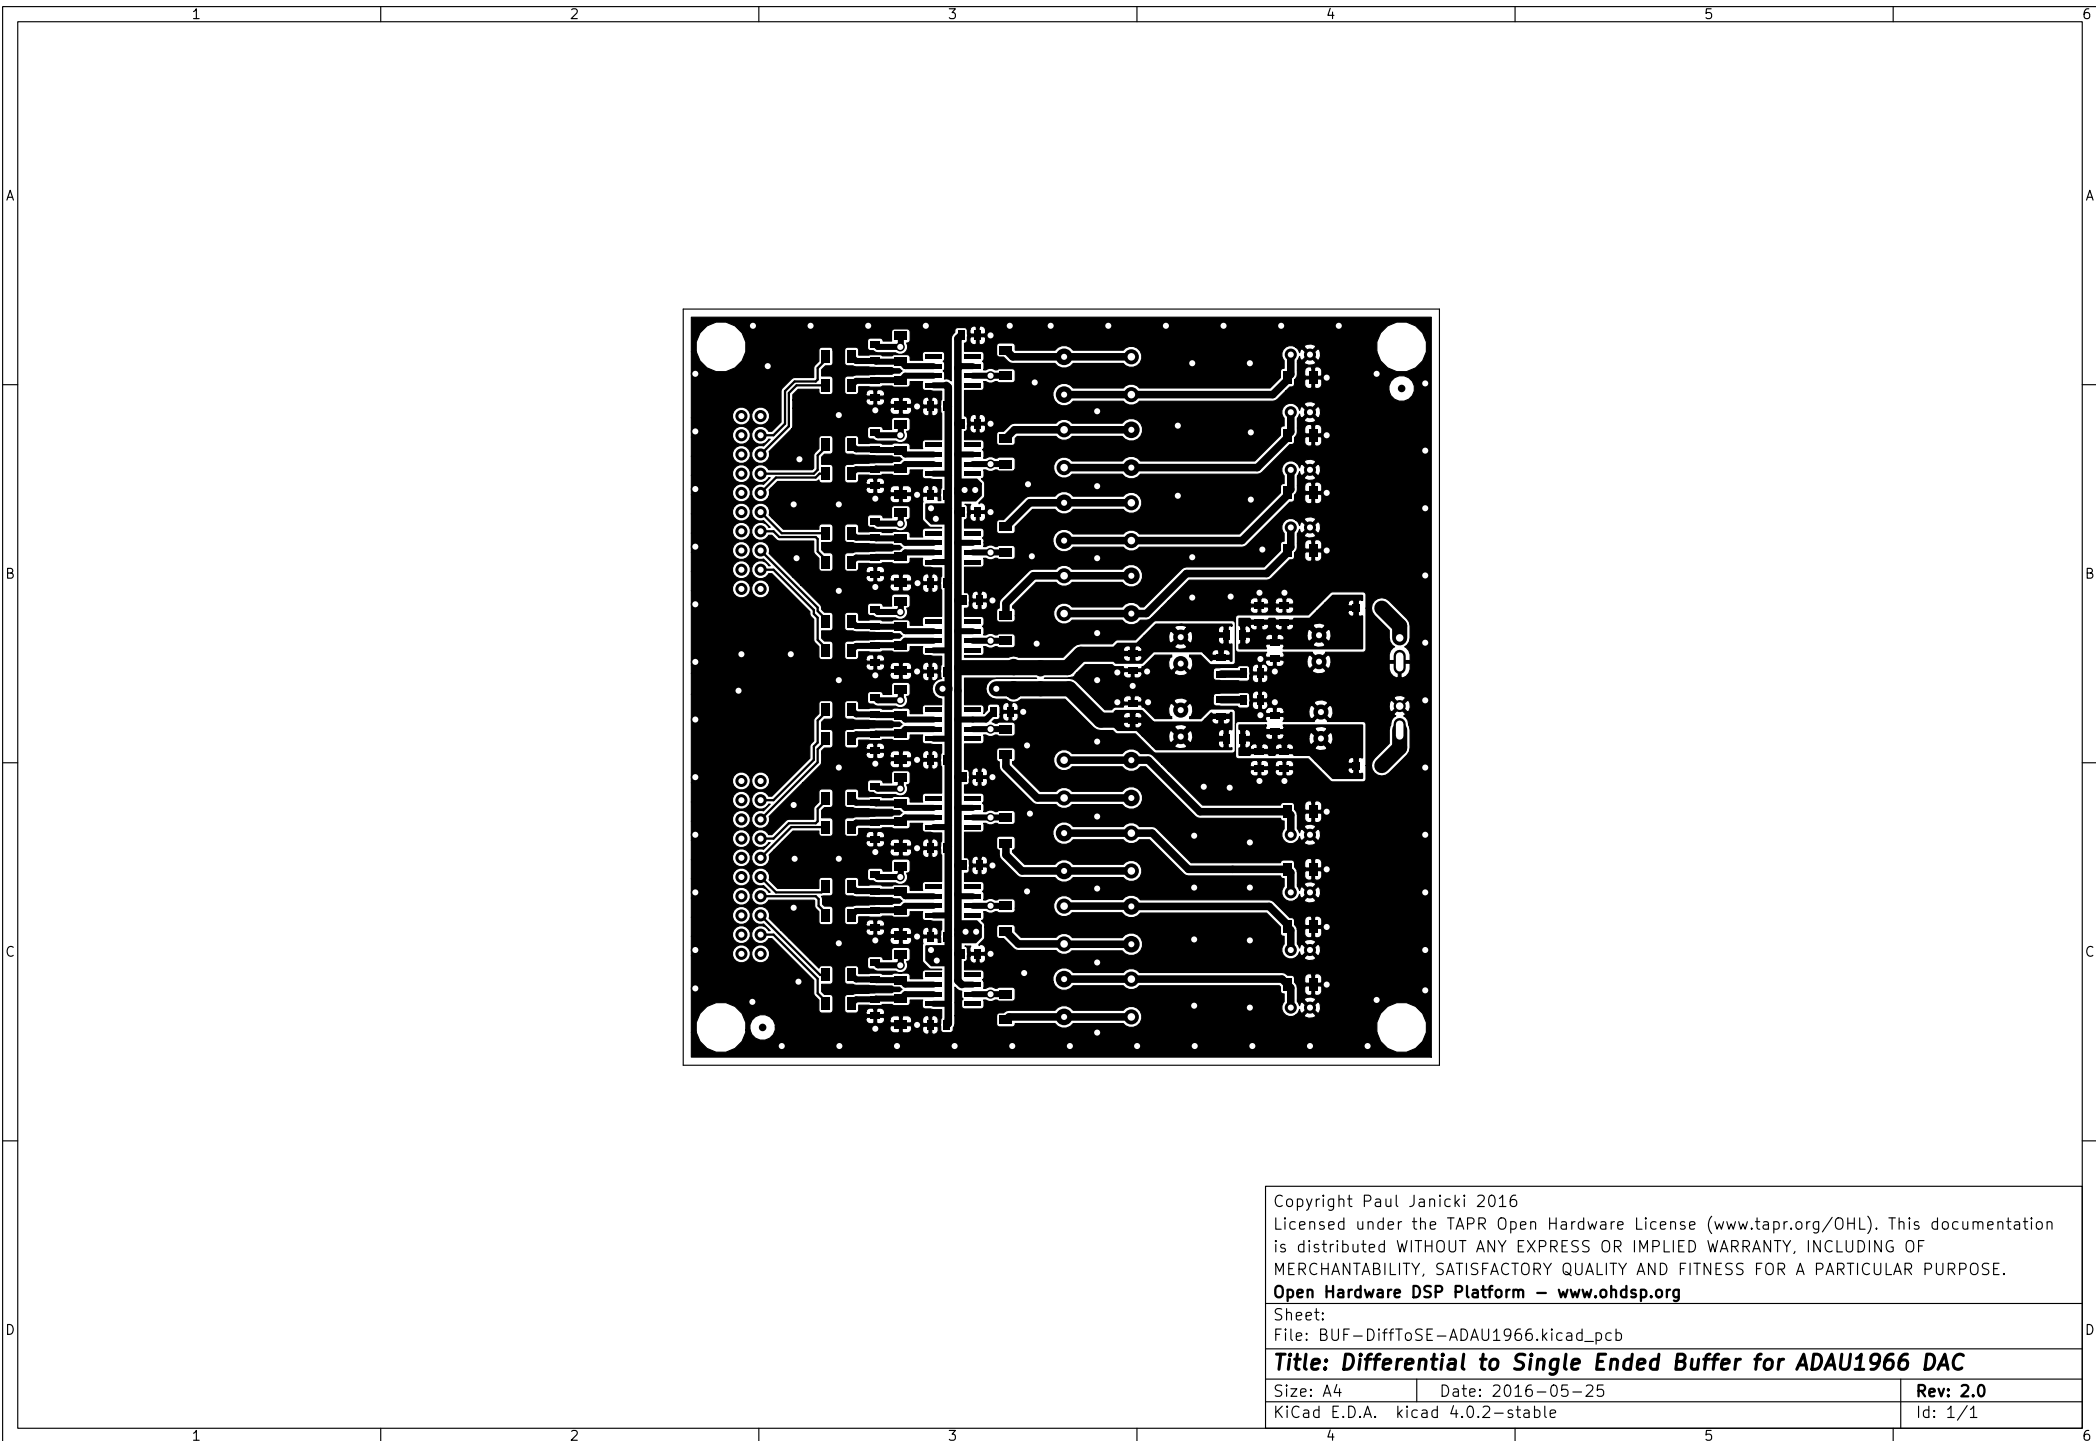 1 2 3 4 5 6
A A
B B
C C
Copyright Paul Janicki 2016
Licensed under the TAPR Open Hardware License (www.tapr.org/OHL). This documentation
is distributed WITHOUT ANY EXPRESS OR IMPLIED WARRANTY, INCLUDING OF
MERCHANTABILITY, SATISFACTORY QUALITY AND FITNESS FOR A PARTICULAR PURPOSE.
Open Hardware DSP Platform – www.ohdsp.org
Sheet:
D D
File: BUF-DiffToSE-ADAU1966.kicad_pcb
Title: Differential to Single Ended Buffer for ADAU1966 DAC
Size: A4 Date: 2016-05-25 Rev: 2.0
KiCad E.D.A. kicad 4.0.2-stable Id: 1/1
1 2 3 4 5 6